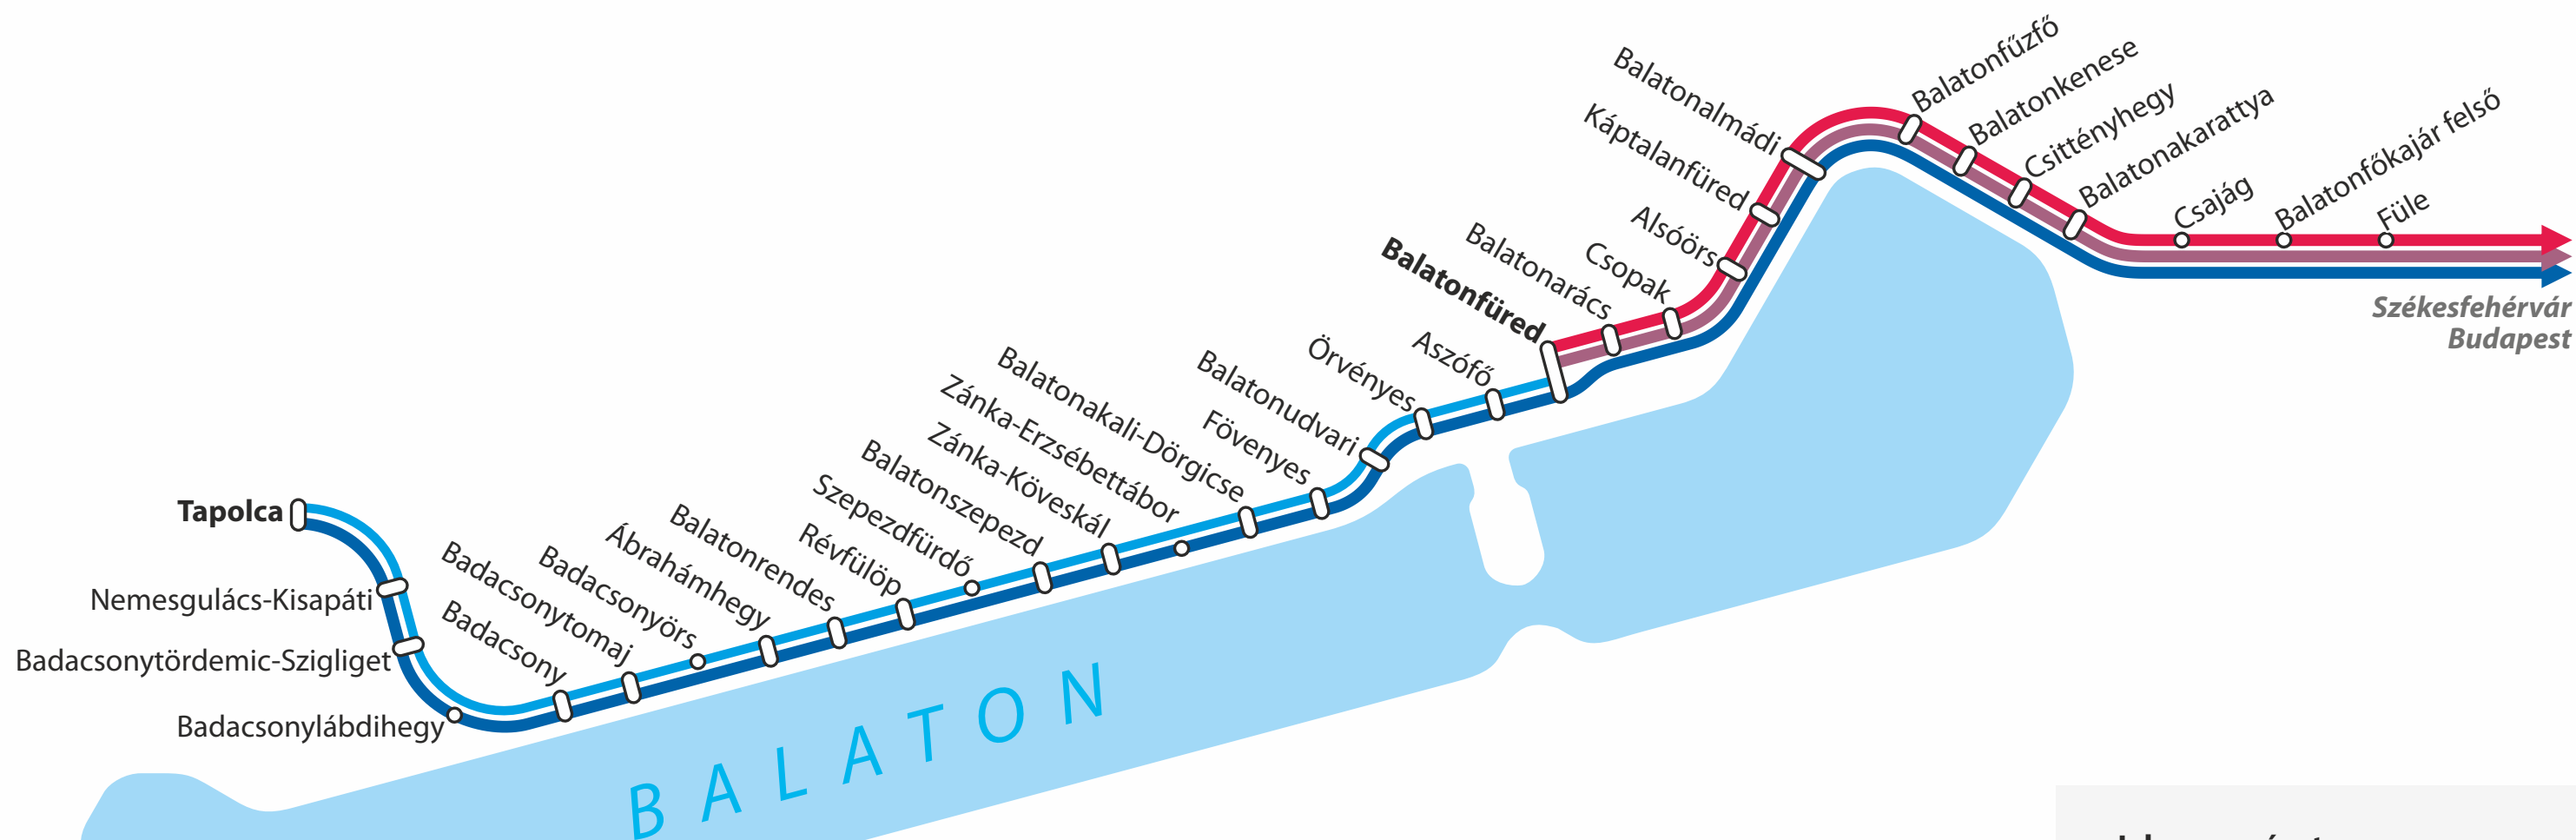 Tapolca
Nemesgulács-Kisapáti
Badacsonytördemic-Szigliget
Badacsonylábdihegy
Badacsony
Badacsonytomaj
Badacsonyörs
Ábrahámhegy
Balatonrendes
Révfülöp
Szepezdfürdő
Balatonszepezd
Zánka-Köveskál
Zánka-Erzsébettábor
Balatonakali-Dörgicse
Fövenyes
Balatonudvari
Örvényes
Aszófő
Balatonfüred
Balatonarács
Csopak
Alsóörs
Káptalanfüred
Balatonalmádi
Balatonfűzfő
Balatonkenese
Csittényhegy
Balatonakarattya
Csajág
Balatonfőkajár felső
Füle
Székesfehérvár
Budapest
BALATON